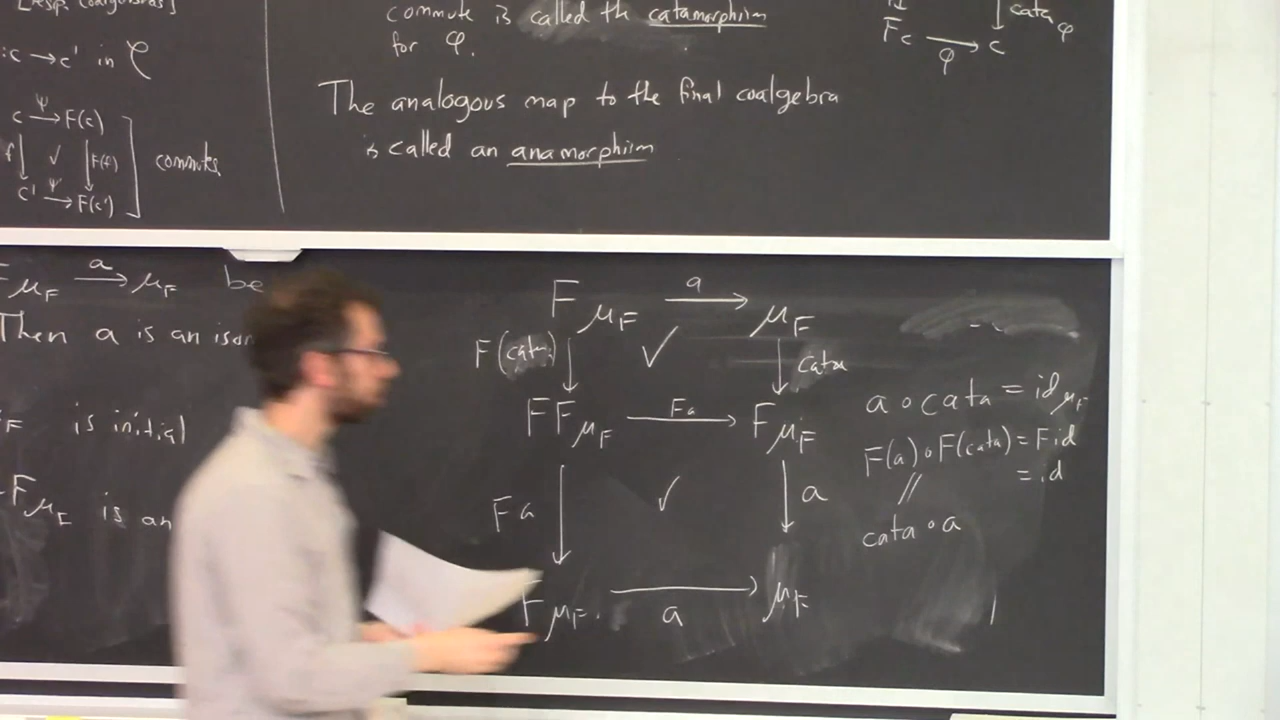 [resp. coalgebras]
: c → c' in C
c ψ→ F(c)
f ↓ ✓ ↓ F(f) ] commutes
c' ψ→ F(c')
commute is called the catamorphism
for φ.
The analogous map to the final coalgebra
is called an anamorphism
↓ cata φ
Fc →φ c
F μF a→ μF be
Then a is an isom
F is initial
F μF is an
F μF a→ μF
F(cata) ↓ ✓ ↓ cata
FF μF Fa→ F μF
Fa ↓ ✓ ↓ a
F μF →a μF
a ∘ cata = id μF
F(a) ∘ F(cata) = F id
= id
//
cata ∘ a